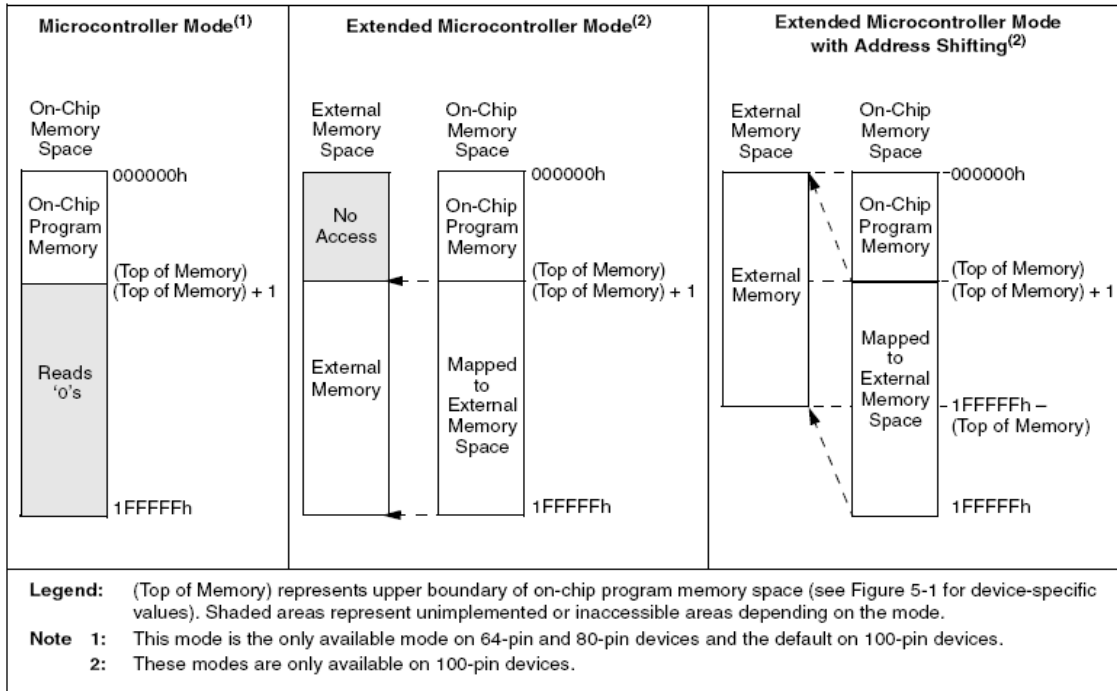 Microcontroller Mode(1)
On-Chip
Memory
Space
000000h
On-Chip
Program
Memory
(Top of Memory)
(Top of Memory) + 1
Reads
'0's
1FFFFFh
Extended Microcontroller Mode(2)
External
Memory
Space
On-Chip
Memory
Space
000000h
No
Access
On-Chip
Program
Memory
(Top of Memory)
(Top of Memory) + 1
External
Memory
Mapped
to
External
Memory
Space
1FFFFFh
Extended Microcontroller Mode
with Address Shifting(2)
External
Memory
Space
On-Chip
Memory
Space
000000h
On-Chip
Program
Memory
External
Memory
(Top of Memory)
(Top of Memory) + 1
Mapped
to
External
Memory
Space
1FFFFFh –
(Top of Memory)
1FFFFFh
Legend: (Top of Memory) represents upper boundary of on-chip program memory space (see Figure 5-1 for device-specific
values). Shaded areas represent unimplemented or inaccessible areas depending on the mode.
Note 1: This mode is the only available mode on 64-pin and 80-pin devices and the default on 100-pin devices.
2: These modes are only available on 100-pin devices.